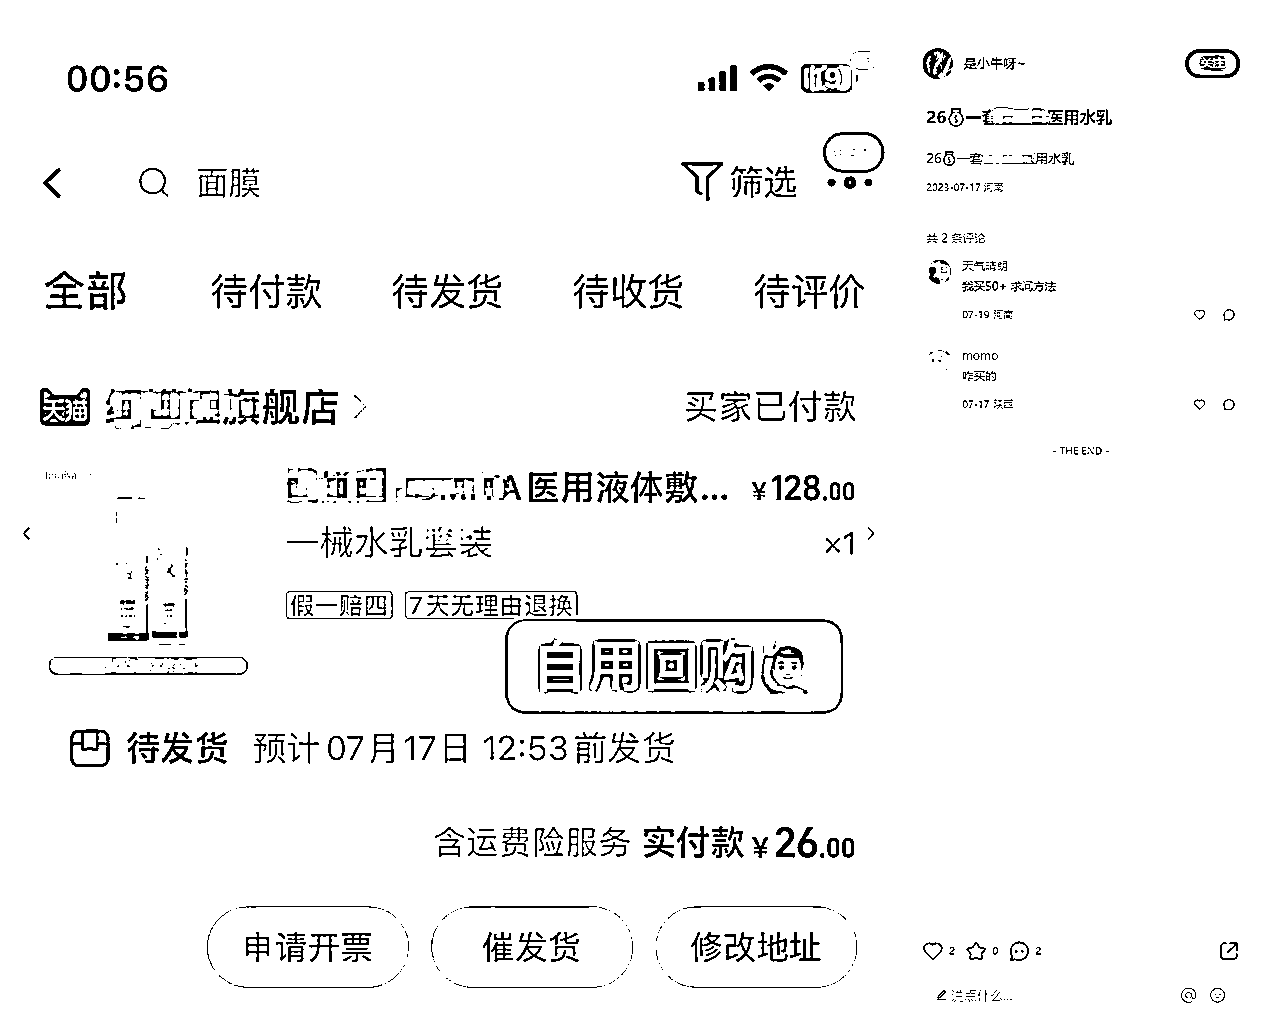 00:56
19
面膜
筛选
全部 待付款 待发货 待收货 待评价
天猫
旗舰店
买家已付款
A医用液体敷... ¥128.00
一械水乳套装 ×1
假一赔四 7天无理由退换
自用回购
待发货 预计07月17日 12:53前发货
含运费险服务 实付款¥26.00
申请开票 催发货 修改地址
是小牛呀~
关注
26💰一套 医用水乳
26💰一套 医用水乳
2023-07-17 河南
共 2 条评论
天气晴明
我买50+ 求问方法
07-19 河南
momo
咋买的
07-17 陕西
- THE END -
2 0 2
说点什么...